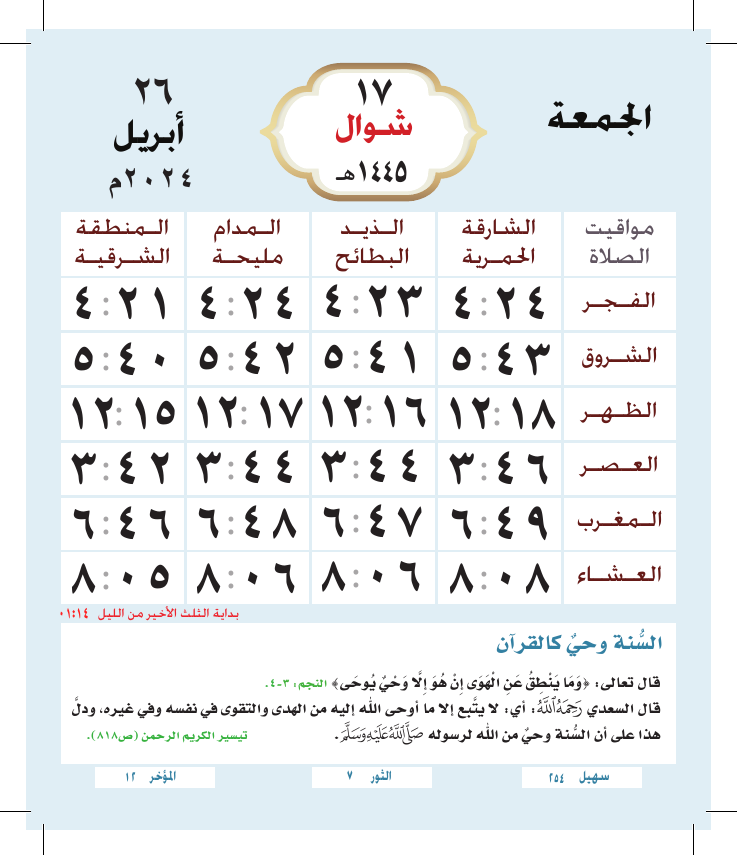 الجمعة
١٧
شوال
١٤٤٥هـ
٢٦
أبريل
٢٠٢٤م
مواقيت الصلاة | الشارقة الحمرية | الذيد البطائح | المدام مليحة | المنطقة الشرقية
الفجر | ٤:٢٤ | ٤:٢٣ | ٤:٢٤ | ٤:٢١
الشروق | ٥:٤٣ | ٥:٤١ | ٥:٤٢ | ٥:٤٠
الظهر | ١٢:١٨ | ١٢:١٦ | ١٢:١٧ | ١٢:١٥
العصر | ٣:٤٦ | ٣:٤٤ | ٣:٤٤ | ٣:٤٢
المغرب | ٦:٤٩ | ٦:٤٧ | ٦:٤٨ | ٦:٤٦
العشاء | ٨:٠٨ | ٨:٠٦ | ٨:٠٦ | ٨:٠٥
بداية الثلث الأخير من الليل ٠١:١٤
السُّنة وحيٌ كالقرآن
قال تعالى: ﴿وَمَا يَنْطِقُ عَنِ الْهَوَى إِنْ هُوَ إِلَّا وَحْيٌ يُوحَى﴾ النجم: ٣-٤.
قال السعدي رَحِمَهُ اللَّهُ: أي: لا يتَّبع إلا ما أوحى الله إليه من الهدى والتقوى في نفسه وفي غيره، ودلَّ
هذا على أن السُّنة وحيٌ من الله لرسوله صَلَّى اللَّهُ عَلَيْهِ وَسَلَّمَ. تيسير الكريم الرحمن (ص٨١٨).
سهيل ٢٥٤
الثور ٧
المؤخر ١٢